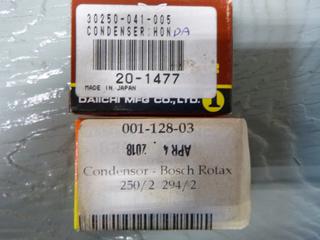 30250-041-005
CONDENSER:HONDA
20-1477
MADE IN JAPAN
DAIICHI MFG CO.,LTD.
1
001-128-03
APR 4 2018
Condensor - Bosch Rotax
250/2 294/2